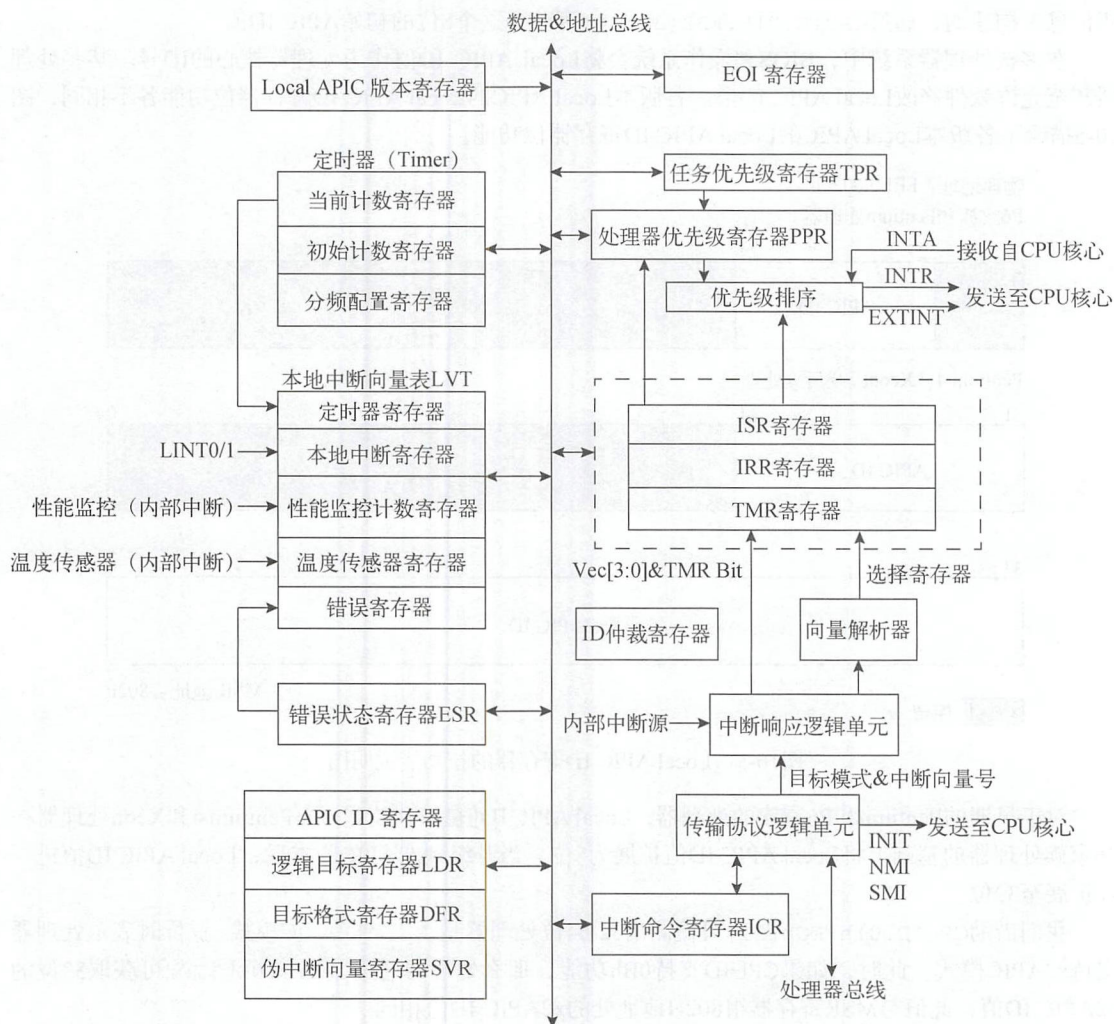 数据&地址总线
Local APIC 版本寄存器
EOI 寄存器
定时器（Timer）
当前计数寄存器
初始计数寄存器
分频配置寄存器
任务优先级寄存器TPR
处理器优先级寄存器PPR
INTA
接收自CPU核心
优先级排序
INTR
发送至CPU核心
EXTINT
本地中断向量表LVT
定时器寄存器
LINT0/1
本地中断寄存器
性能监控（内部中断）
性能监控计数寄存器
温度传感器（内部中断）
温度传感器寄存器
错误寄存器
ISR寄存器
IRR寄存器
TMR寄存器
Vec[3:0]&TMR Bit
选择寄存器
ID仲裁寄存器
向量解析器
错误状态寄存器ESR
内部中断源
中断响应逻辑单元
目标模式&中断向量号
APIC ID 寄存器
逻辑目标寄存器LDR
目标格式寄存器DFR
伪中断向量寄存器SVR
传输协议逻辑单元
发送至CPU核心
INIT
NMI
SMI
中断命令寄存器ICR
处理器总线